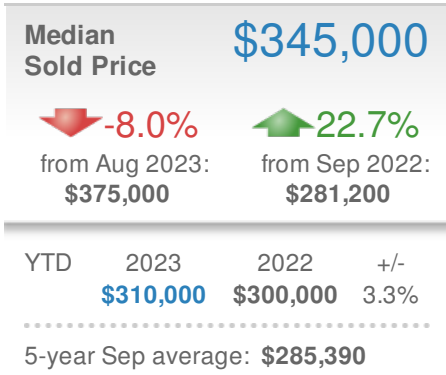 Median
Sold Price
$345,000
-8.0%
22.7%
from Aug 2023:
from Sep 2022:
$375,000
$281,200
YTD 2023 2022 +/-
$310,000 $300,000 3.3%
5-year Sep average: $285,390